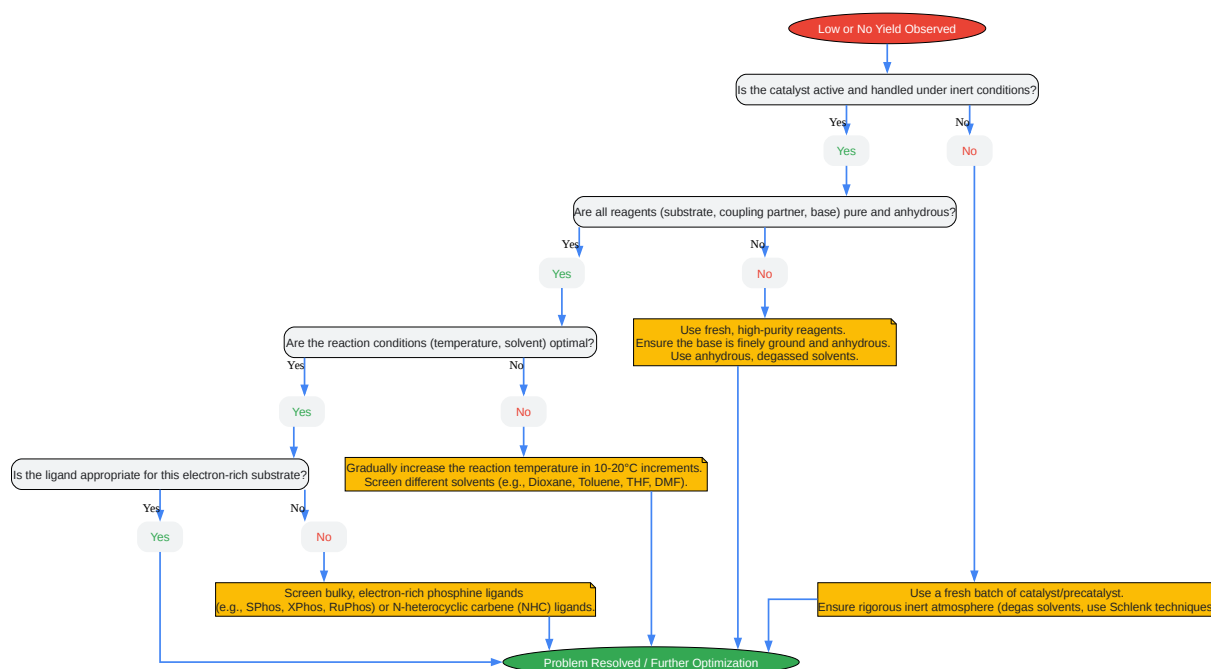 Low or No Yield Observed
Is the catalyst active and handled under inert conditions?
Yes
No
Yes
No
Are all reagents (substrate, coupling partner, base) pure and anhydrous?
Yes
No
Yes
No
Use fresh, high-purity reagents.
Ensure the base is finely ground and anhydrous.
Use anhydrous, degassed solvents.
Are the reaction conditions (temperature, solvent) optimal?
Yes
No
Yes
No
Gradually increase the reaction temperature in 10-20°C increments.
Screen different solvents (e.g., Dioxane, Toluene, THF, DMF).
Is the ligand appropriate for this electron-rich substrate?
Yes
No
Yes
No
Screen bulky, electron-rich phosphine ligands
(e.g., SPhos, XPhos, RuPhos) or N-heterocyclic carbene (NHC) ligands.
Use a fresh batch of catalyst/precatalyst.
Ensure rigorous inert atmosphere (degas solvents, use Schlenk techniques
Problem Resolved / Further Optimization